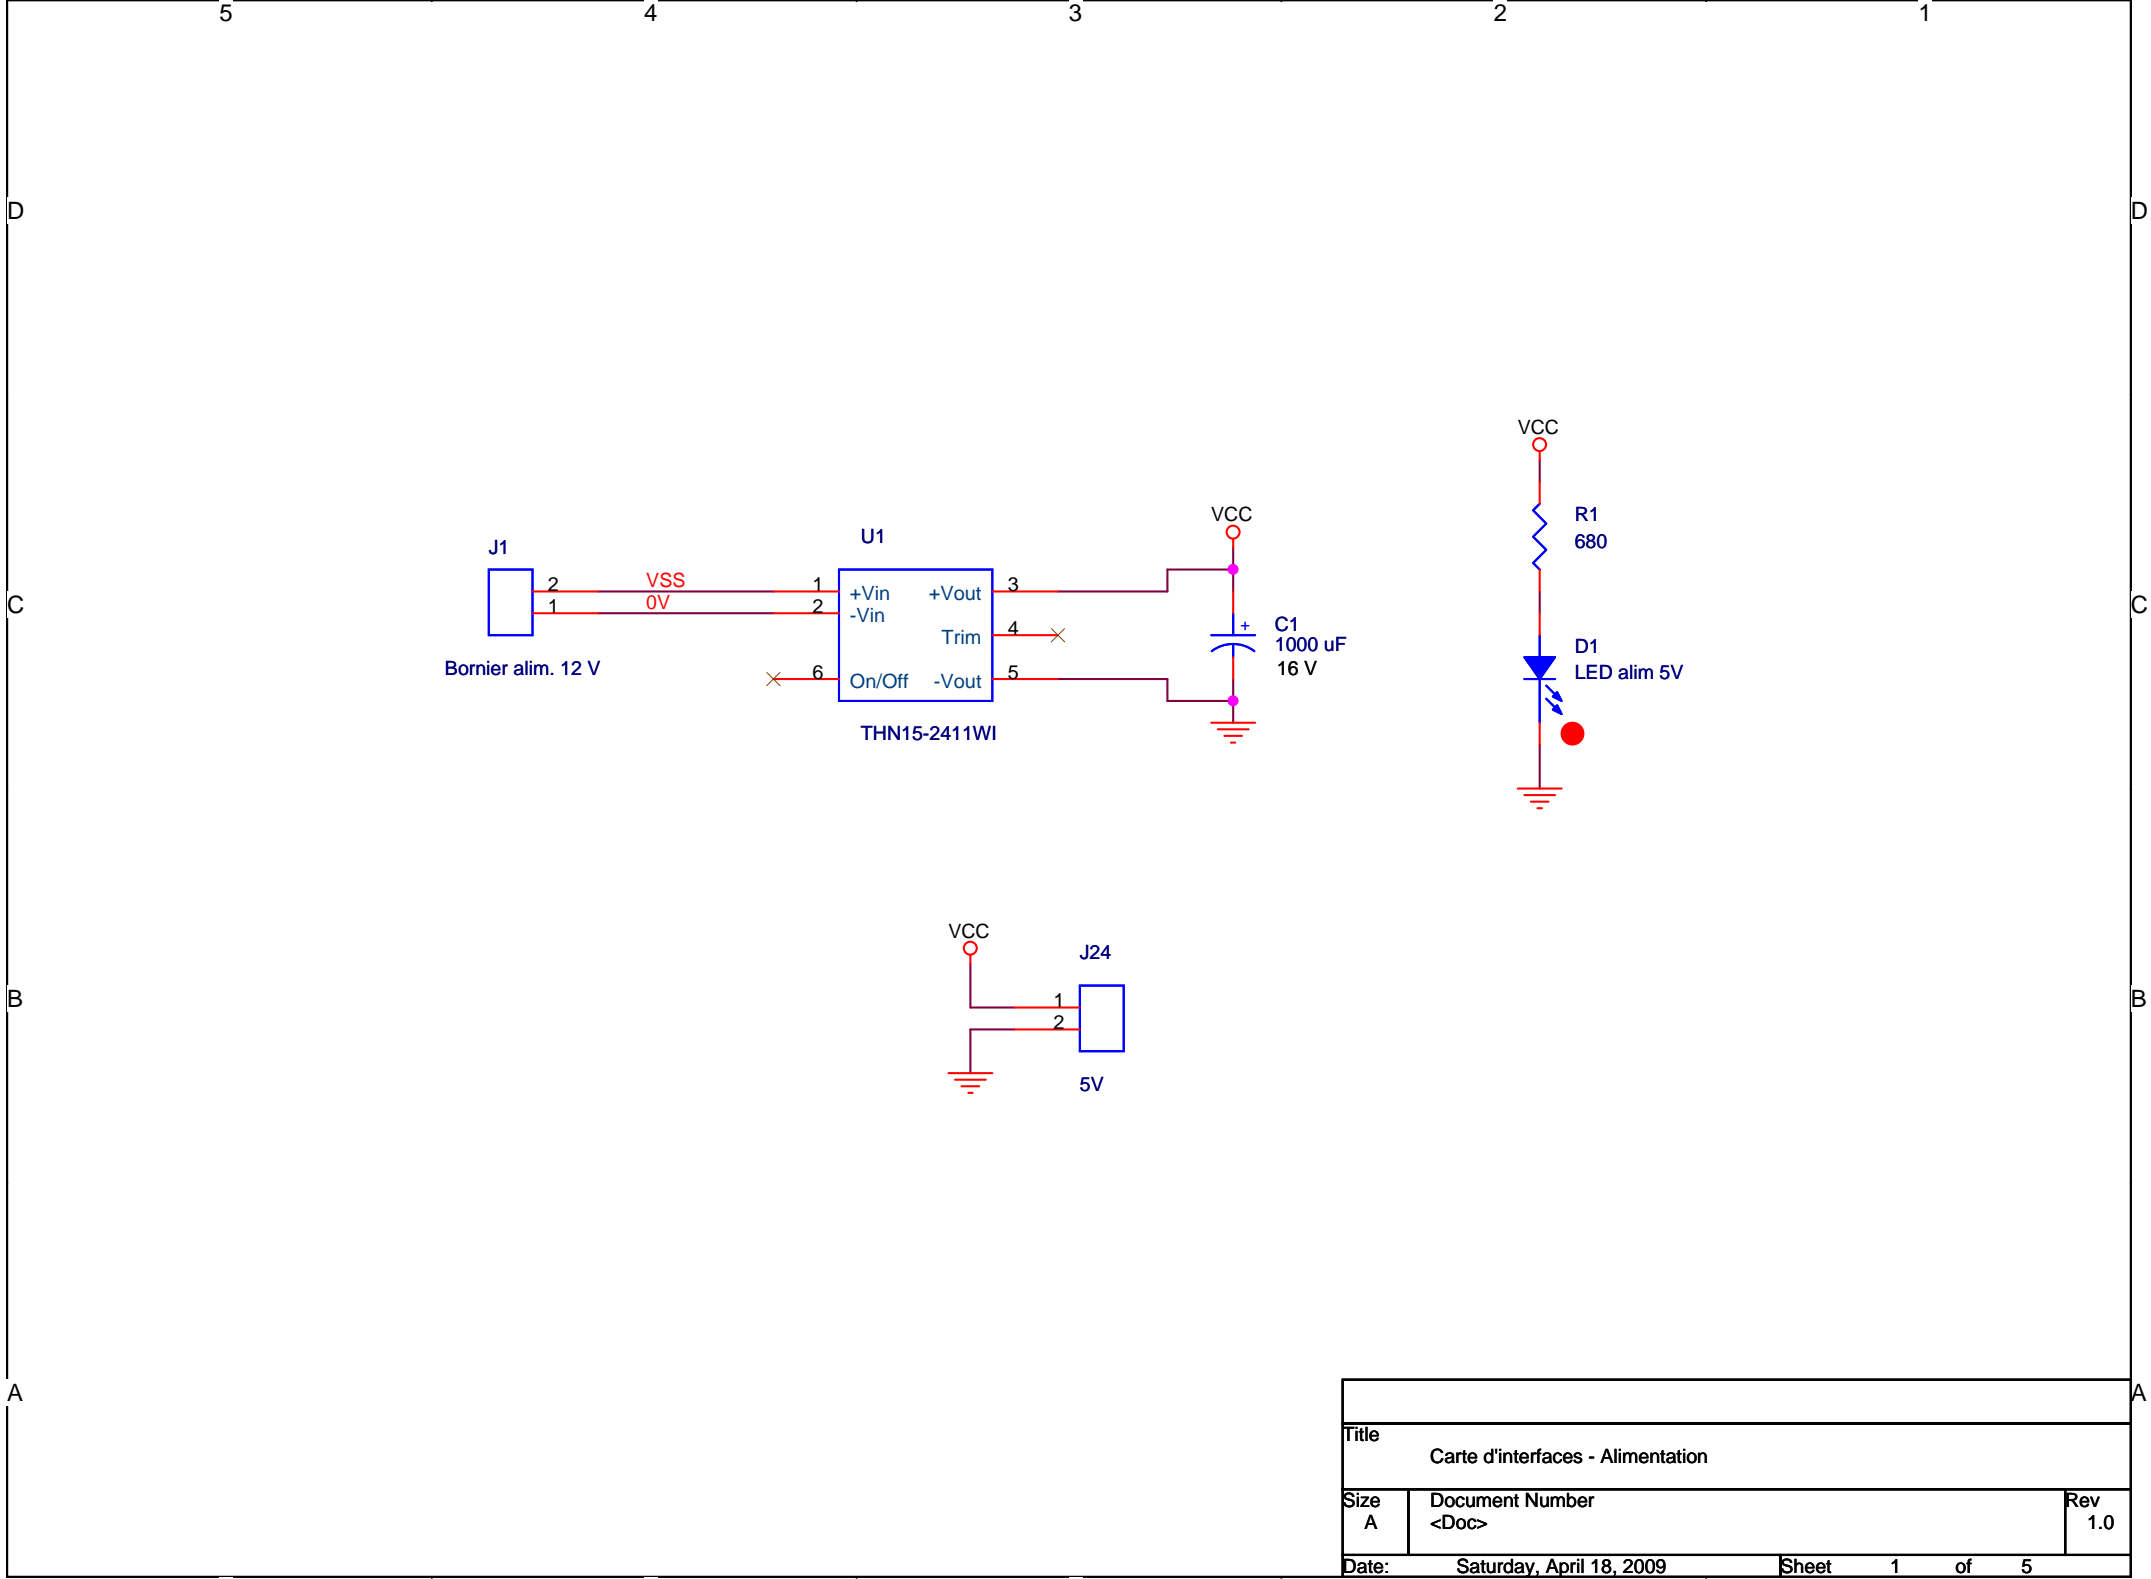 5 4 3 2 1
D D
VCC
R1
680
VCC
U1
J1
2 VSS 1 +Vin +Vout 3
1 0V 2 -Vin
C C
Trim 4
+ C1
1000 uF
16 V
D1
LED alim 5V
Bornier alim. 12 V
6 On/Off -Vout 5
THN15-2411WI
VCC
J24
1
2
B B
5V
A A
Title
Carte d'interfaces - Alimentation
Size Document Number Rev
A <Doc> 1.0
Date: Saturday, April 18, 2009 Sheet 1 of 5